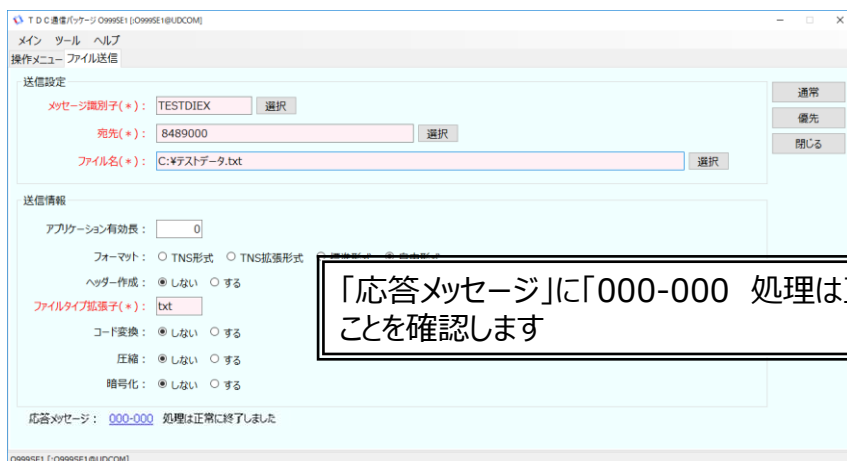 T D C 通信パッケージ O999SE1 [:O999SE1@UDCOM]
メイン ツール ヘルプ
操作メニュー ファイル送信
送信設定
メッセージ識別子(*): TESTDIEX 選択
宛先(*): 8489000 選択
ファイル名(*): C:¥テストデータ.txt 選択
通常
優先
閉じる
送信情報
アプリケーション有効長: 0
フォーマット: TNS形式 TNS拡張形式
ヘッダー作成: しない する
ファイルタイプ拡張子(*): txt
コード変換: しない する
圧縮: しない する
暗号化: しない する
「応答メッセージ」に「000-000 処理は
ことを確認します
応答メッセージ: 000-000 処理は正常に終了しました
O999SE1 [:O999SE1@UDCOM]